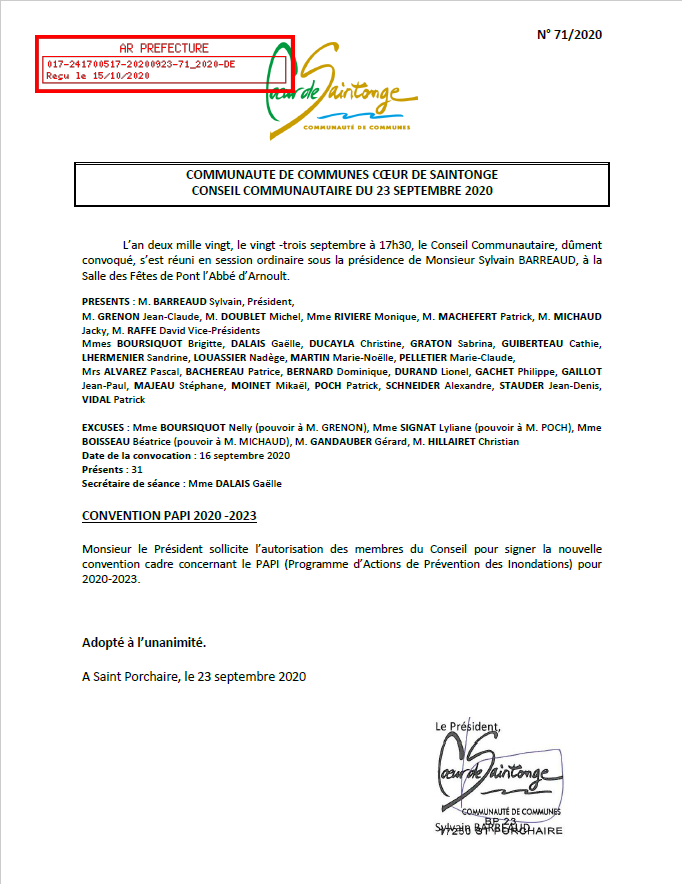 N° 71/2020
AR PREFECTURE
017-241700517-20200923-71_2020-DE
Reçu le 15/10/2020
Cœur de Saintonge
COMMUNAUTÉ DE COMMUNES
COMMUNAUTE DE COMMUNES CŒUR DE SAINTONGE
CONSEIL COMMUNAUTAIRE DU 23 SEPTEMBRE 2020
L’an deux mille vingt, le vingt -trois septembre à 17h30, le Conseil Communautaire, dûment
convoqué, s’est réuni en session ordinaire sous la présidence de Monsieur Sylvain BARREAUD, à la
Salle des Fêtes de Pont l’Abbé d’Arnoult.
PRESENTS : M. BARREAUD Sylvain, Président,
M. GRENON Jean-Claude, M. DOUBLET Michel, Mme RIVIERE Monique, M. MACHEFERT Patrick, M. MICHAUD
Jacky, M. RAFFE David Vice-Présidents
Mmes BOURSIQUOT Brigitte, DALAIS Gaëlle, DUCAYLA Christine, GRATON Sabrina, GUIBERTEAU Cathie,
LHERMENIER Sandrine, LOUASSIER Nadège, MARTIN Marie-Noëlle, PELLETIER Marie-Claude,
Mrs ALVAREZ Pascal, BACHEREAU Patrice, BERNARD Dominique, DURAND Lionel, GACHET Philippe, GAILLOT
Jean-Paul, MAJEAU Stéphane, MOINET Mikaël, POCH Patrick, SCHNEIDER Alexandre, STAUDER Jean-Denis,
VIDAL Patrick
EXCUSES : Mme BOURSIQUOT Nelly (pouvoir à M. GRENON), Mme SIGNAT Lyliane (pouvoir à M. POCH), Mme
BOISSEAU Béatrice (pouvoir à M. MICHAUD), M. GANDAUBER Gérard, M. HILLAIRET Christian
Date de la convocation : 16 septembre 2020
Présents : 31
Secrétaire de séance : Mme DALAIS Gaëlle
CONVENTION PAPI 2020 -2023
Monsieur le Président sollicite l’autorisation des membres du Conseil pour signer la nouvelle
convention cadre concernant le PAPI (Programme d’Actions de Prévention des Inondations) pour
2020-2023.
Adopté à l’unanimité.
A Saint Porchaire, le 23 septembre 2020
Le Président,
Cœur de Saintonge
COMMUNAUTÉ DE COMMUNES
BP 23
Sylvain BARREAUD
17250 ST PORCHAIRE